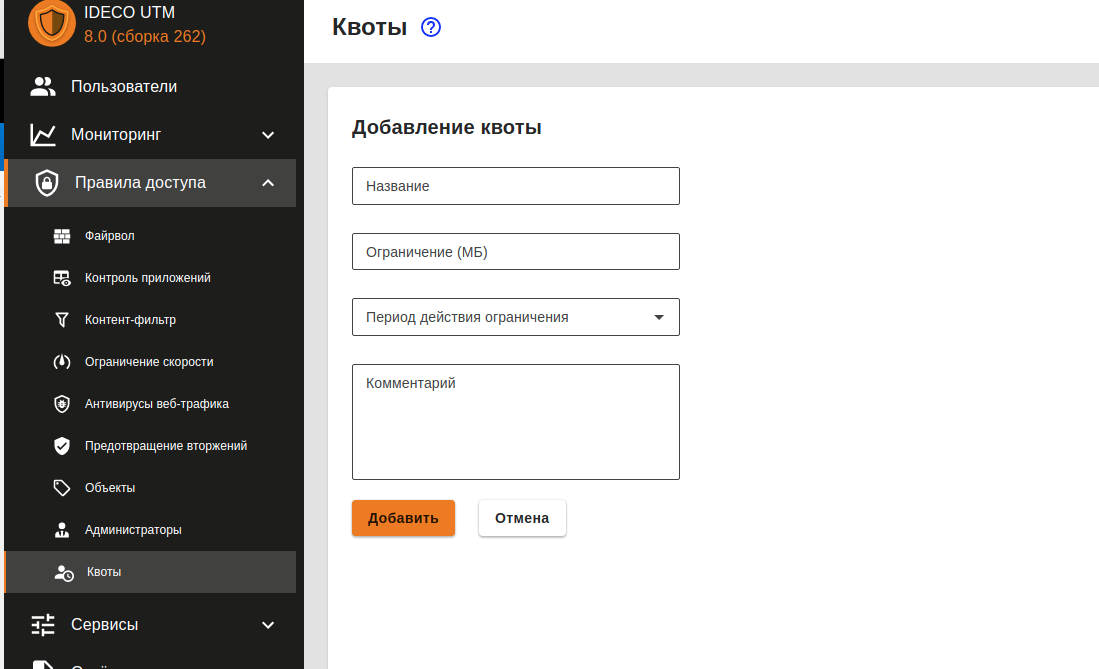 IDECO UTM
8.0 (сборка 262)
Пользователи
Мониторинг
Правила доступа
Файрвол
Контроль приложений
Контент-фильтр
Ограничение скорости
Антивирусы веб-трафика
Предотвращение вторжений
Объекты
Администраторы
Квоты
Сервисы
Квоты
?
Добавление квоты
Название
Ограничение (МБ)
Период действия ограничения
Комментарий
Добавить
Отмена